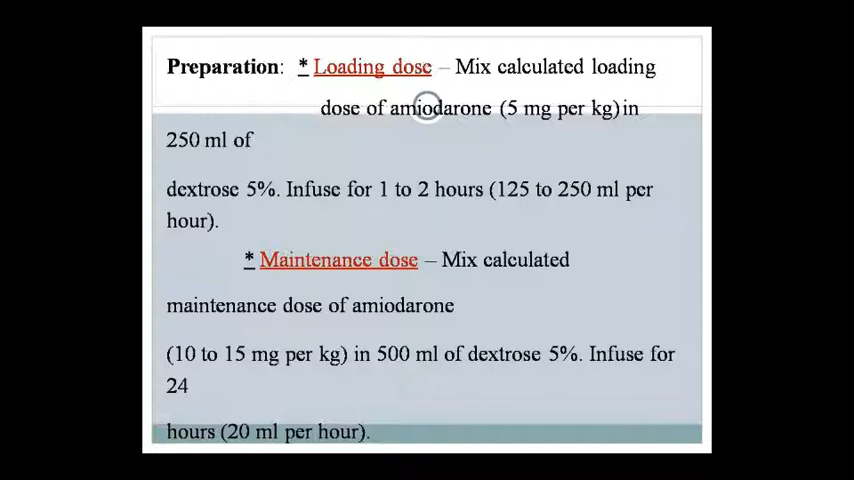 Preparation: * Loading dose – Mix calculated loading
dose of amiodarone (5 mg per kg) in
250 ml of
dextrose 5%. Infuse for 1 to 2 hours (125 to 250 ml per
hour).
* Maintenance dose – Mix calculated
maintenance dose of amiodarone
(10 to 15 mg per kg) in 500 ml of dextrose 5%. Infuse for
24
hours (20 ml per hour).